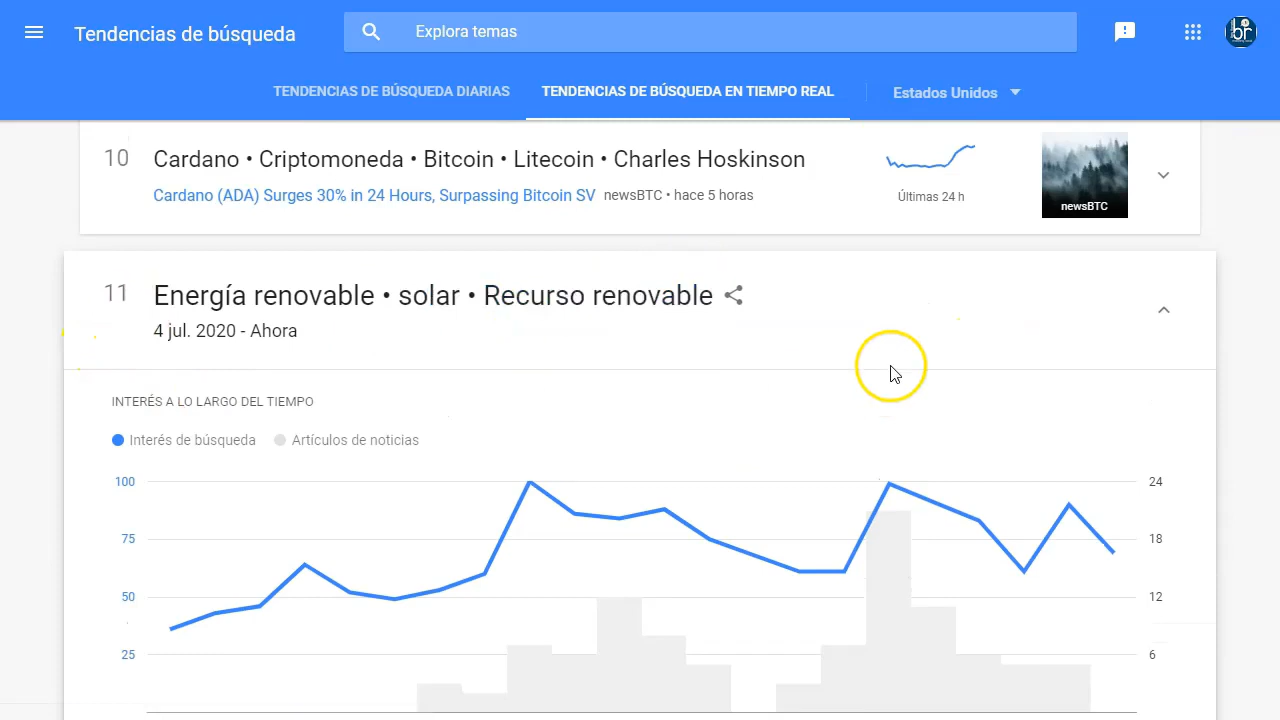 Tendencias de búsqueda
Explora temas
br
TENDENCIAS DE BÚSQUEDA DIARIAS
TENDENCIAS DE BÚSQUEDA EN TIEMPO REAL
Estados Unidos
10
Cardano • Criptomoneda • Bitcoin • Litecoin • Charles Hoskinson
Cardano (ADA) Surges 30% in 24 Hours, Surpassing Bitcoin SV newsBTC • hace 5 horas
Últimas 24 h
newsBTC
11
Energía renovable • solar • Recurso renovable
4 jul. 2020 - Ahora
INTERÉS A LO LARGO DEL TIEMPO
Interés de búsqueda
Artículos de noticias
100 24
75 18
50 12
25 6